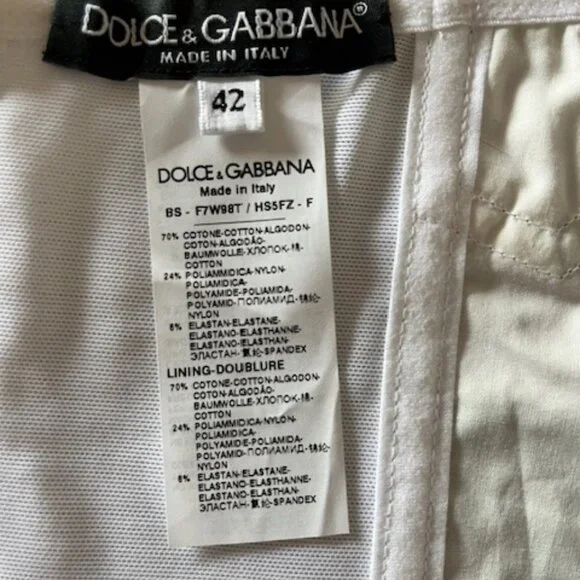 DOLCE & GABBANA®
MADE IN ITALY
42
DOLCE & GABBANA
Made in Italy
BS - F7W98T / HS5FZ - F
70% COTONE-COTTON-ALGODON-
COTON-ALGODÃO-
BAUMWOLLE-ХЛОПОК-棉-
COTTON
24% POLIAMMIDICA-NYLON-
POLIAMIDICA-
POLYAMIDE-POLIAMIDA-
POLYAMID-ПОЛИАМИД-锦纶-
NYLON
6% ELASTAN-ELASTANE-
ELASTANO-ELASTHANNE-
ELASTANO-ELASTHAN-
ЭЛАСТАН-氨纶-SPANDEX
LINING-DOUBLURE
70% COTONE-COTTON-ALGODON-
COTON-ALGODÃO-
BAUMWOLLE-ХЛОПОК-棉-
COTTON
24% POLIAMMIDICA-NYLON-
POLIAMIDICA-
POLYAMIDE-POLIAMIDA-
POLYAMID-ПОЛИАМИД-锦纶-
NYLON
6% ELASTAN-ELASTANE-
ELASTANO-ELASTHANNE-
ELASTANO-ELASTHAN-
ЭЛАСТАН-氨纶-SPANDEX